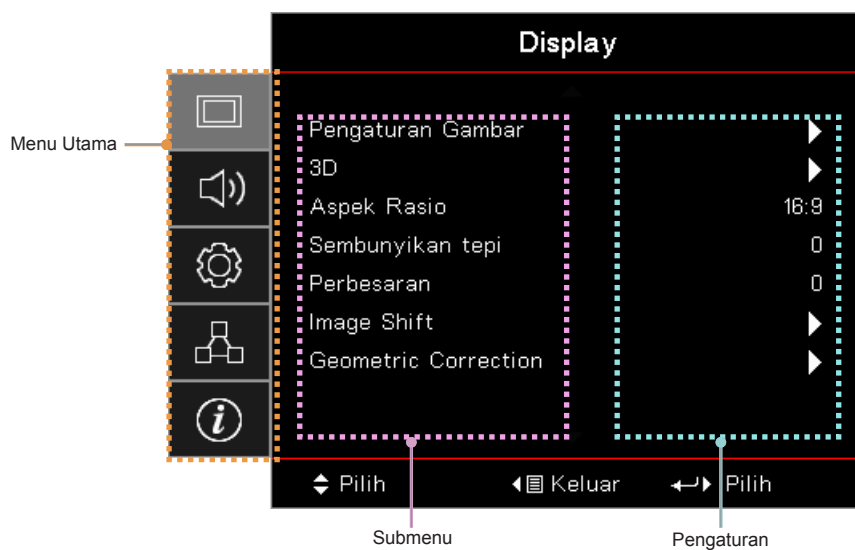 Display
Menu Utama
Pengaturan Gambar
3D
Aspek Rasio 16:9
Sembunyikan tepi 0
Perbesaran 0
Image Shift
Geometric Correction
i
Pilih Keluar Pilih
Submenu Pengaturan